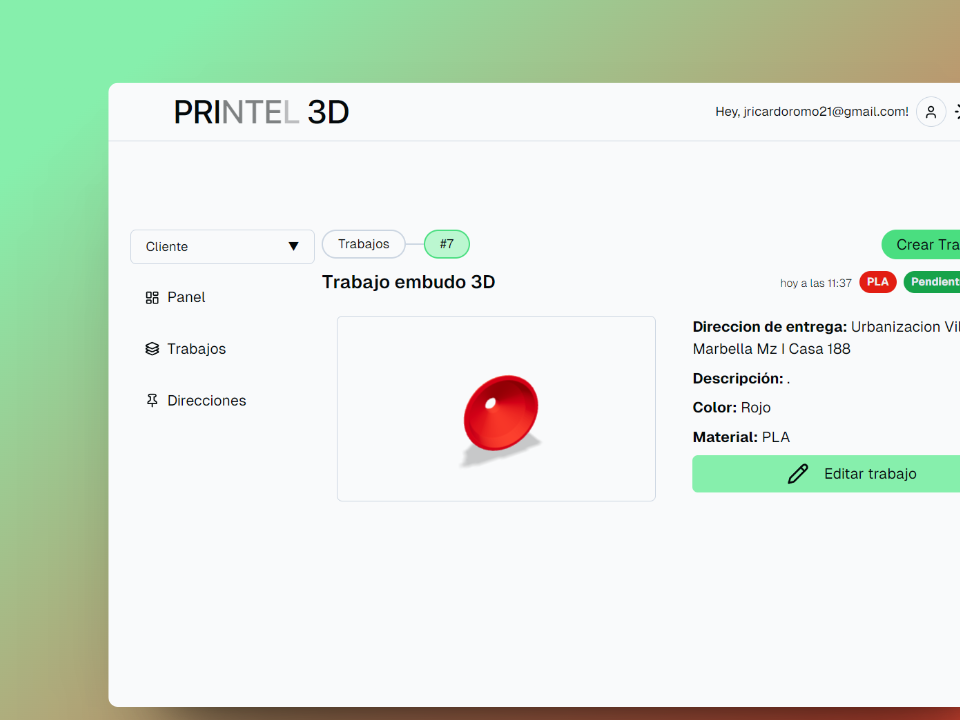 PRINTEL 3D
Hey, jricardoromo21@gmail.com!
Cliente
Trabajos
#7
Crear Tra
Panel
Trabajos
Direcciones
Trabajo embudo 3D
hoy a las 11:37
PLA
Pendient
Direccion de entrega: Urbanizacion Vil
Marbella Mz I Casa 188
Descripción: .
Color: Rojo
Material: PLA
Editar trabajo